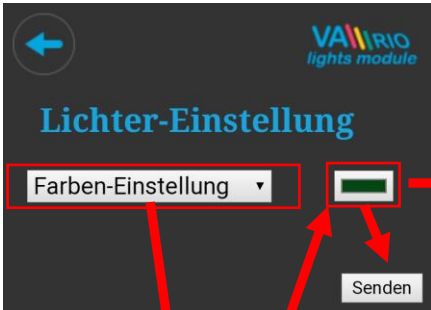 VARIO
lights module
Lichter-Einstellung
Farben-Einstellung
Senden